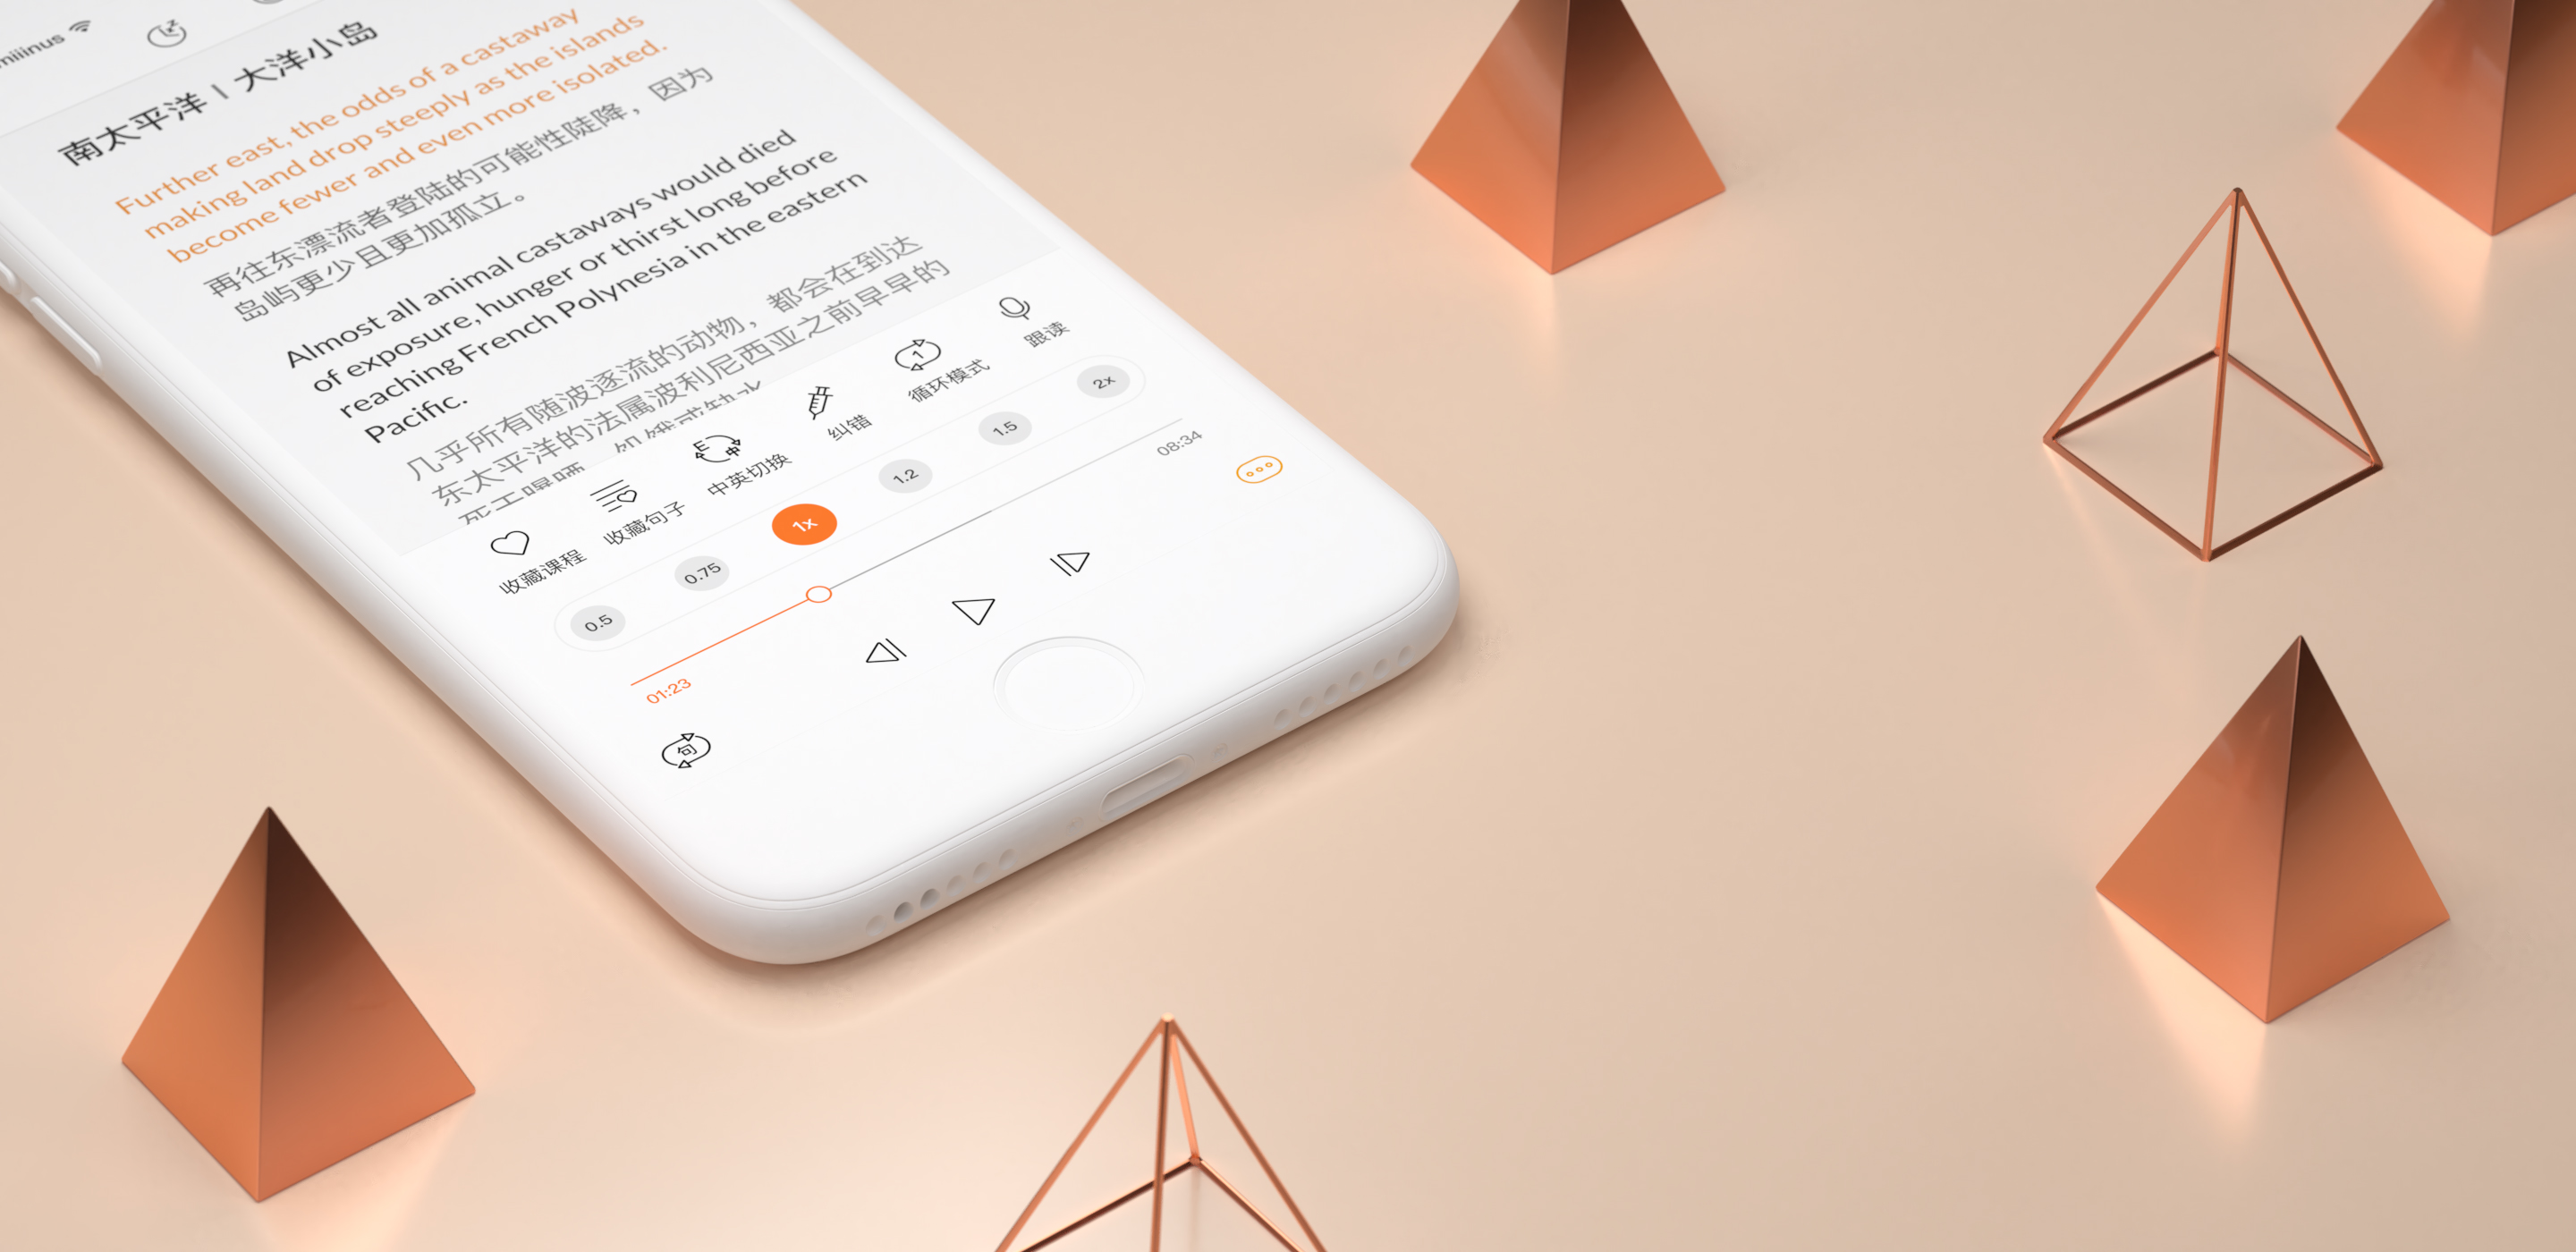 南太平洋 | 大洋小岛
Further east, the odds of a castaway
making land drop steeply as the islands
become fewer and even more isolated.
再往东漂流者登陆的可能性陡降，因为
岛屿更少且更加孤立。
Almost all animal castaways would died
of exposure, hunger or thirst long before
reaching French Polynesia in the eastern
Pacific.
几乎所有随波逐流的动物，都会在到达
东太平洋的法属波利尼西亚之前早早的
收藏课程
收藏句子
E 中
中英切换
纠错
1
循环模式
跟读
0.5
0.75
1x
1.2
1.5
2x
01:23
08:34
句